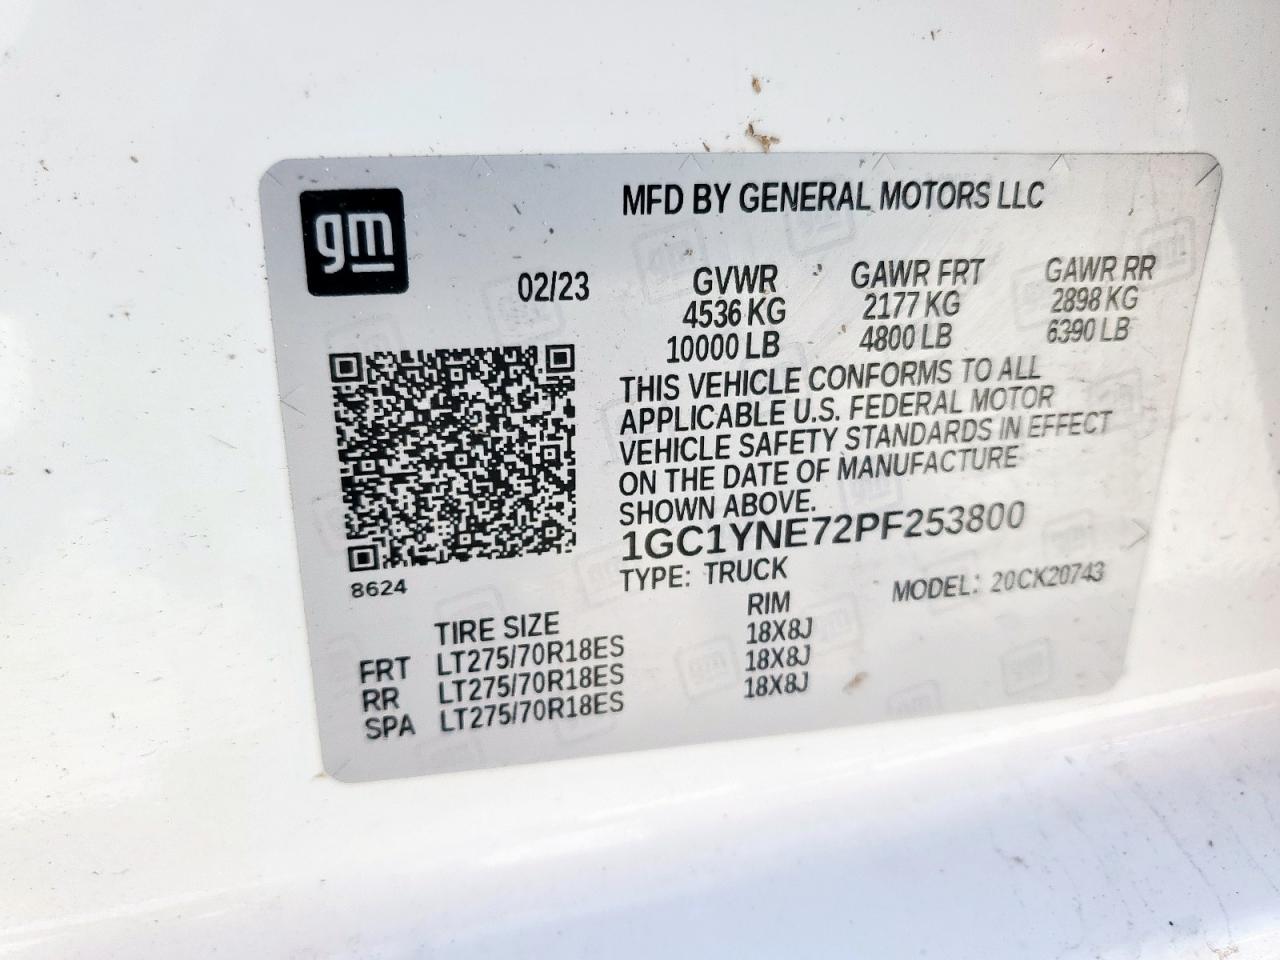 gm
MFD BY GENERAL MOTORS LLC
02/23 GVWR GAWR FRT GAWR RR
4536 KG 2177 KG 2898 KG
10000 LB 4800 LB 6390 LB
THIS VEHICLE CONFORMS TO ALL
APPLICABLE U.S. FEDERAL MOTOR
VEHICLE SAFETY STANDARDS IN EFFECT
ON THE DATE OF MANUFACTURE
SHOWN ABOVE.
1GC1YNE72PF253800
8624
TYPE: TRUCK MODEL: 20CK20743
TIRE SIZE RIM
FRT LT275/70R18ES 18X8J
RR LT275/70R18ES 18X8J
SPA LT275/70R18ES 18X8J